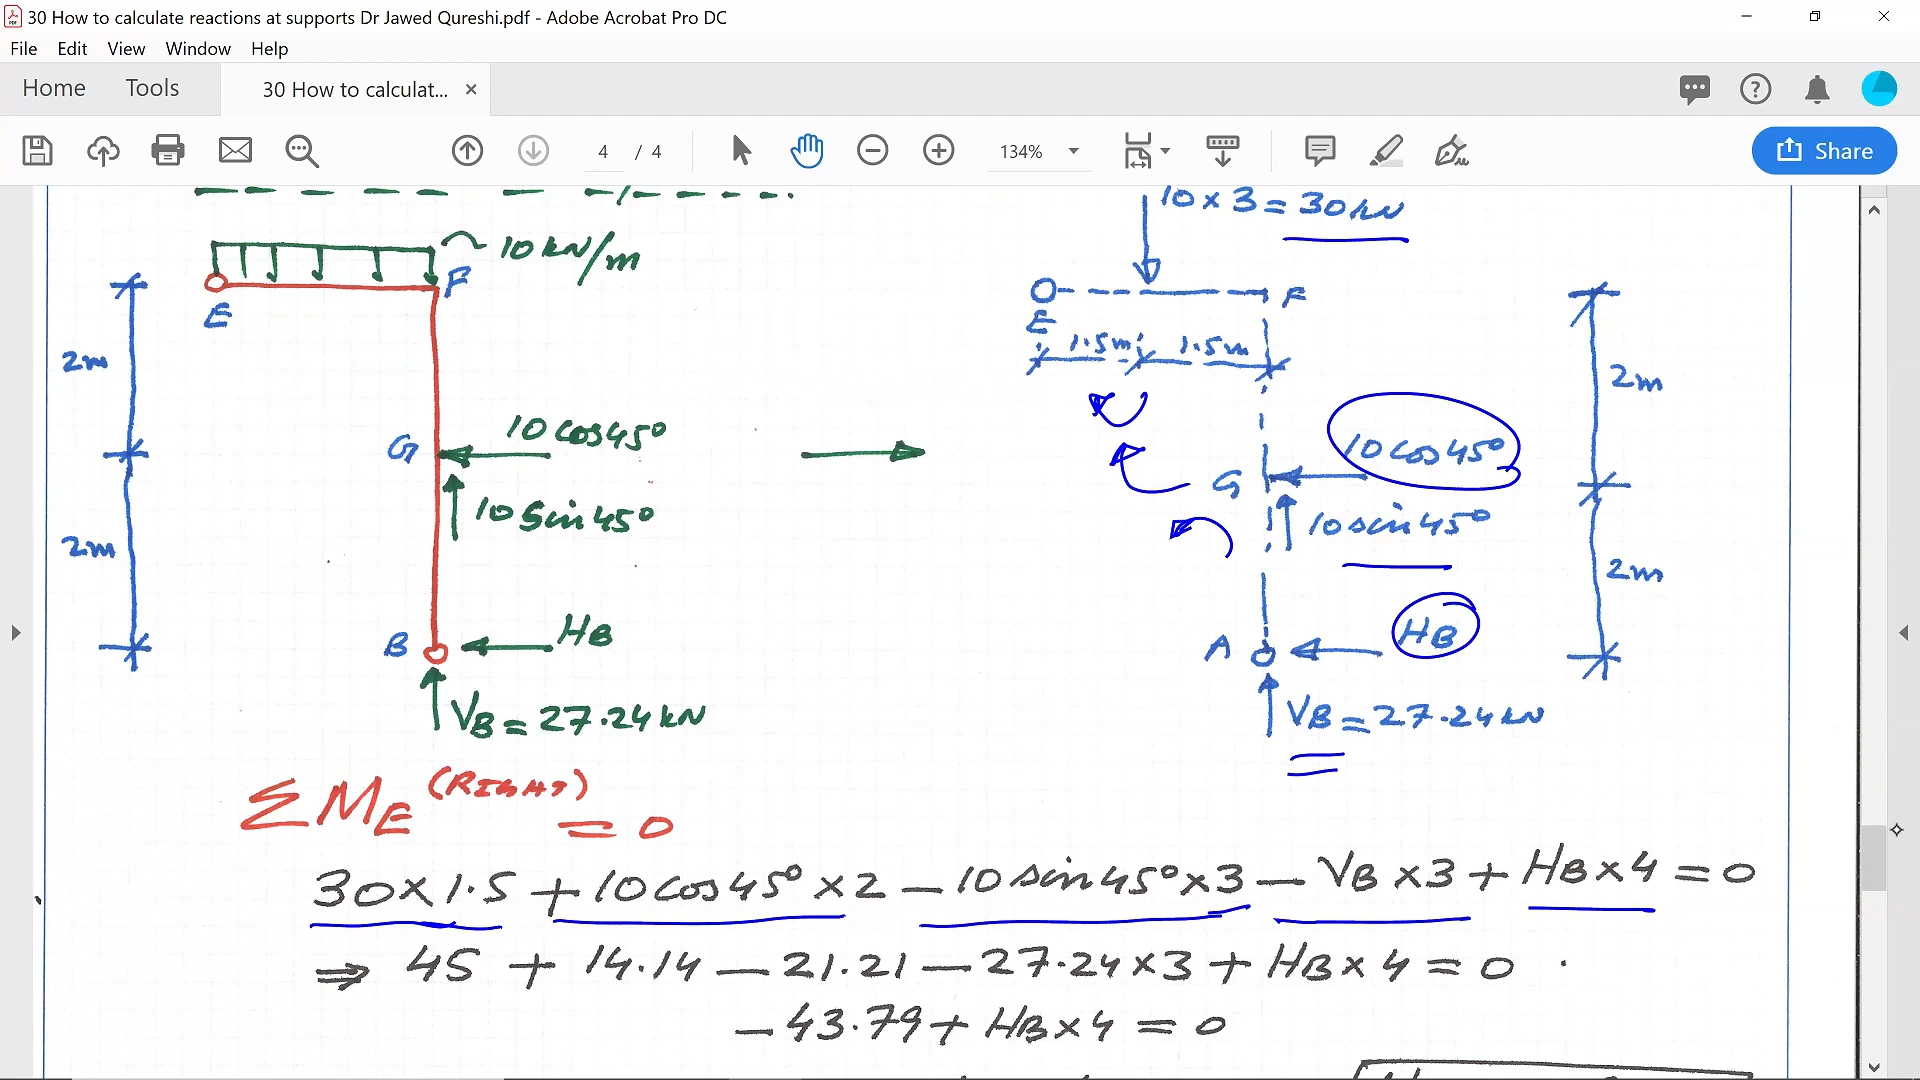 30 How to calculate reactions at supports Dr Jawed Qureshi.pdf - Adobe Acrobat Pro DC
File Edit View Window Help
Home Tools 30 How to calculat... ×
4 / 4 134% Share
10 kN/m
E
F
2m
G
10 cos45°
10 Sin 45°
2m
B
HB
VB = 27.24 kN
10 × 3 = 30 kN
E
F
1.5m 1.5m
2m
10 cos 45°
G
10 sin 45°
2m
A
HB
VB = 27.24 kN
ΣME (RIGHT) = 0
30×1.5 + 10cos45° ×2 – 10 sin45°×3 – VB ×3 + HB×4 = 0
⇒ 45 + 14.14 – 21.21 – 27.24×3 + HB×4 = 0
– 43.79 + HB×4 = 0